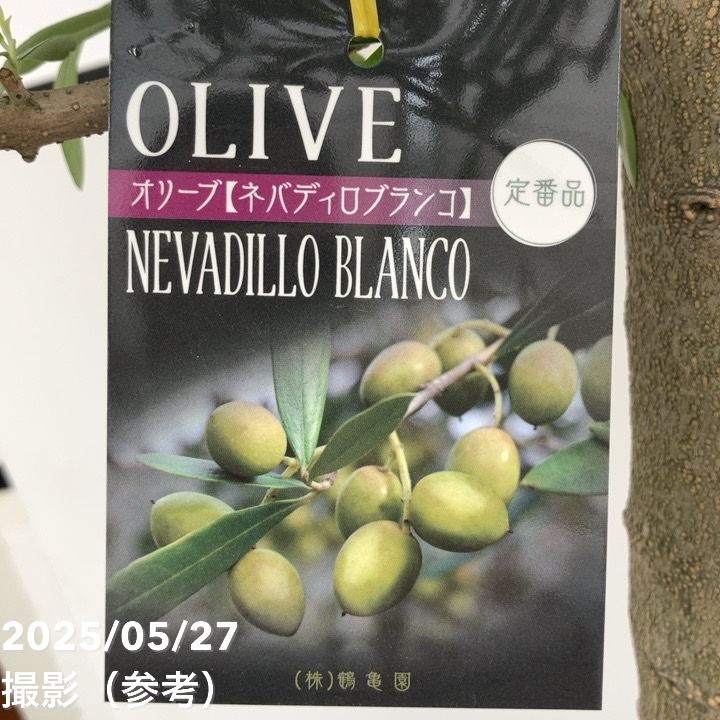 OLIVE
オリーブ【ネバディロブランコ】
定番品
NEVADILLO BLANCO
(株)鶴亀園
2025/05/27
撮影（参考）